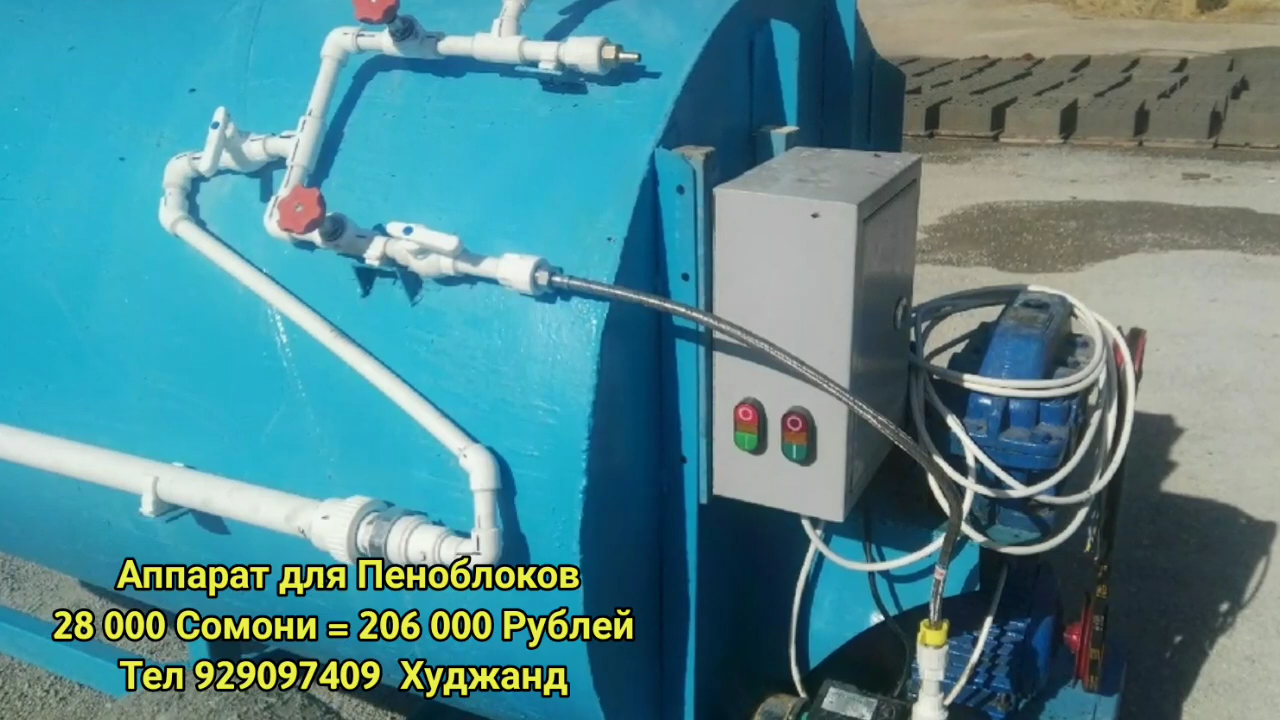 Аппарат для Пеноблоков
28 000 Сомони = 206 000 Рублей
Тел 929097409 Худжанд